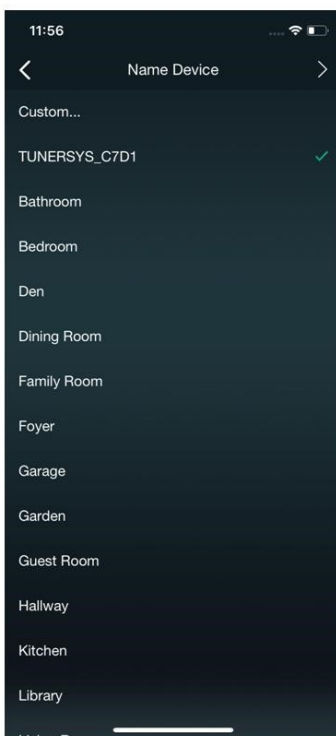 11:56
Name Device
Custom...
TUNERSYS_C7D1
Bathroom
Bedroom
Den
Dining Room
Family Room
Foyer
Garage
Garden
Guest Room
Hallway
Kitchen
Library